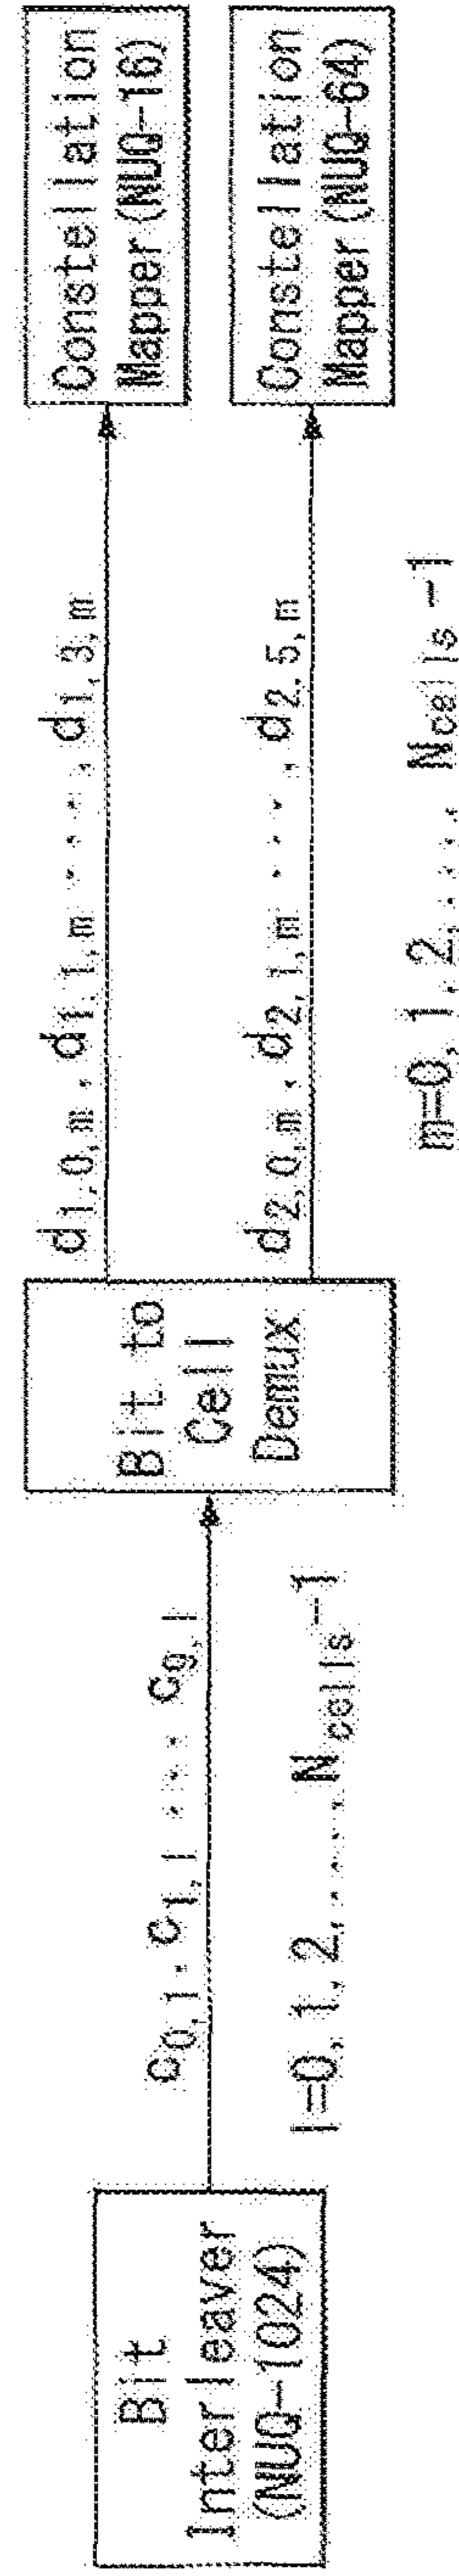 Bit
Interleaver
(NUQ-1024)
c0,l, c1,l .... c9,l
l=0, 1, 2, ..... Ncells -1
Bit to
Cell
Demux
d1,0,m, d1,1,m ...., d1,3,m
d2,0,m, d2,1,m ...., d2,5,m
m=0, 1, 2, ...., Ncells -1
Constellation
Mapper (NUQ-16)
Constellation
Mapper (NUQ-64)